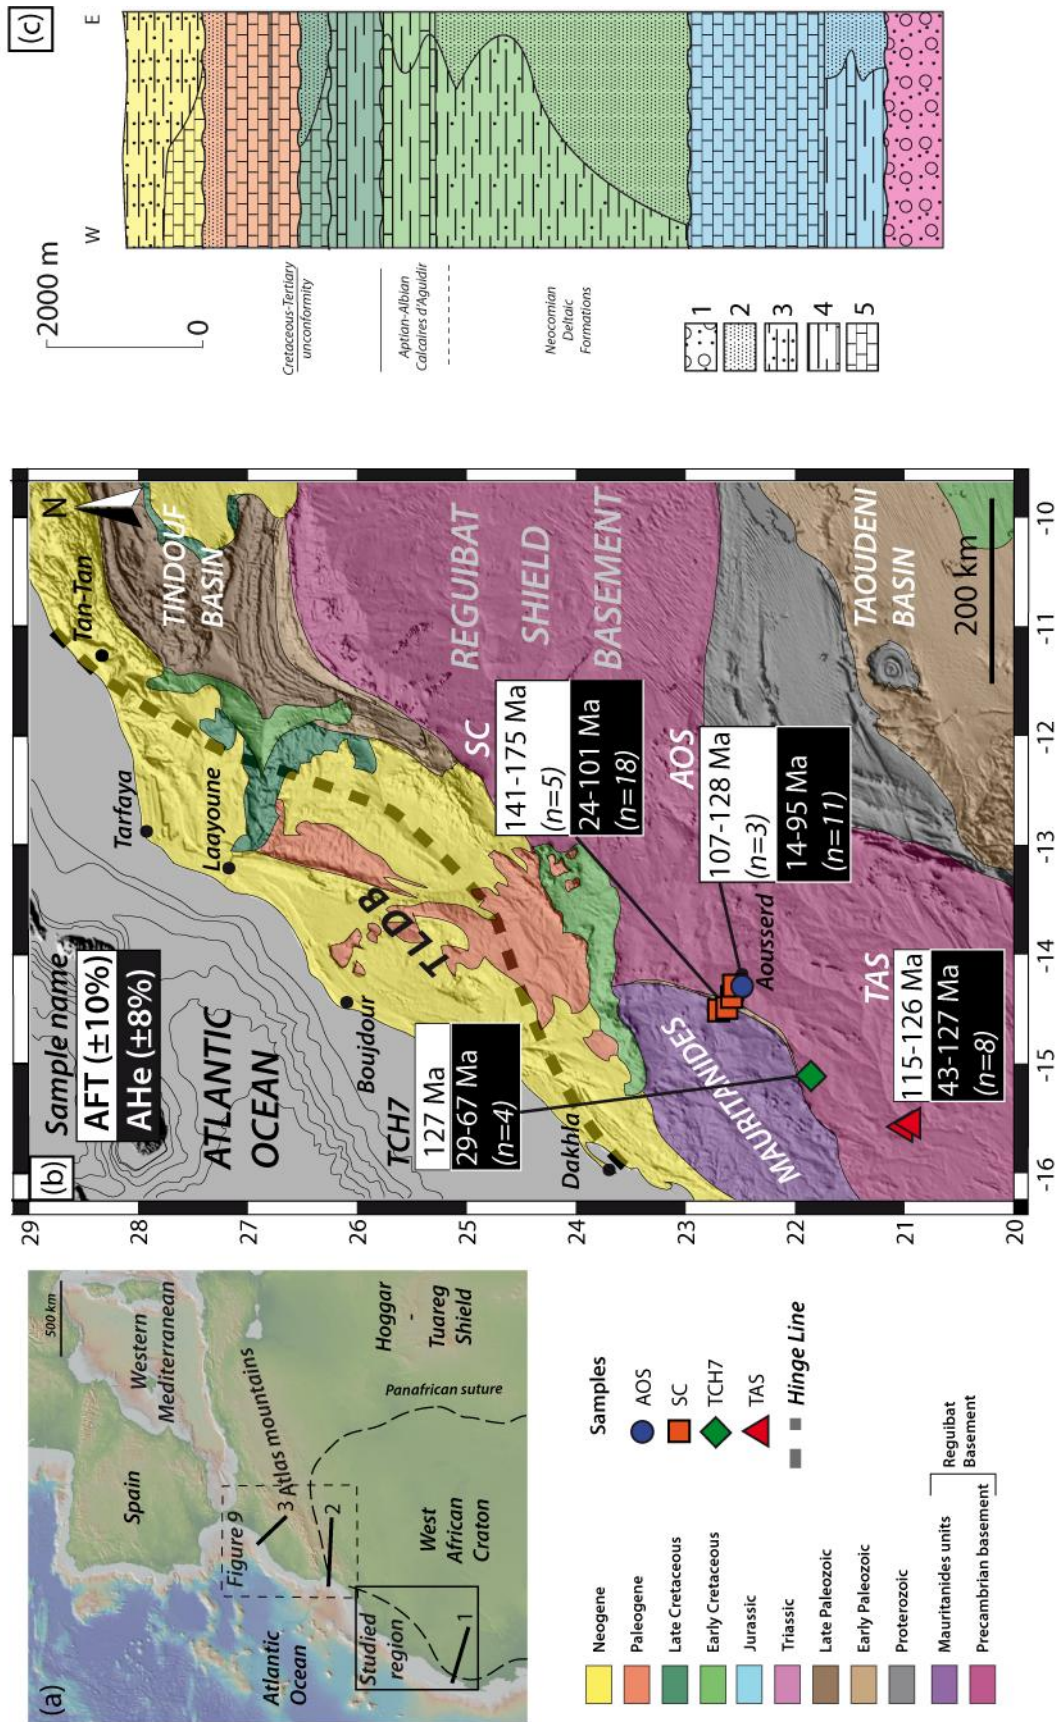 (a)
500 km
Spain
Western
Mediterranean
Figure 9
Atlas mountains
3
2
Atlantic
Ocean
Studied
region
1
West
African
Craton
Panafrican suture
Hoggar
-
Tuareg
Shield
Neogene
Paleogene
Late Cretaceous
Early Cretaceous
Jurassic
Triassic
Late Paleozoic
Early Paleozoic
Proterozoic
Mauritanides units
Precambrian basement
Reguibat
Basement
Samples
AOS
SC
TCH7
TAS
Hinge Line
(b)
Sample name
AFT (±10%)
AHe (±8%)
ATLANTIC
OCEAN
N
Tan-Tan
Tarfaya
Laayoune
Boujdour
Dakhla
TINDOUF
BASIN
TLDB
REGUIBAT
SHIELD
BASEMENT
TCH7
127 Ma
29-67 Ma
(n=4)
SC
141-175 Ma
(n=5)
24-101 Ma
(n=18)
AOS
107-128 Ma
(n=3)
14-95 Ma
(n=11)
Aousserd
MAURITANIDES
TAS
115-126 Ma
43-127 Ma
(n=8)
TAOUDENI
BASIN
200 km
29
28
27
26
25
24
23
22
21
20
-16
-15
-14
-13
-12
-11
-10
(c)
W
E
2000 m
0
Cretaceous-Tertiary
unconformity
Aptian-Albian
Calcaires d'Aguidir
Neocomian
Deltaic
Formations
1
2
3
4
5